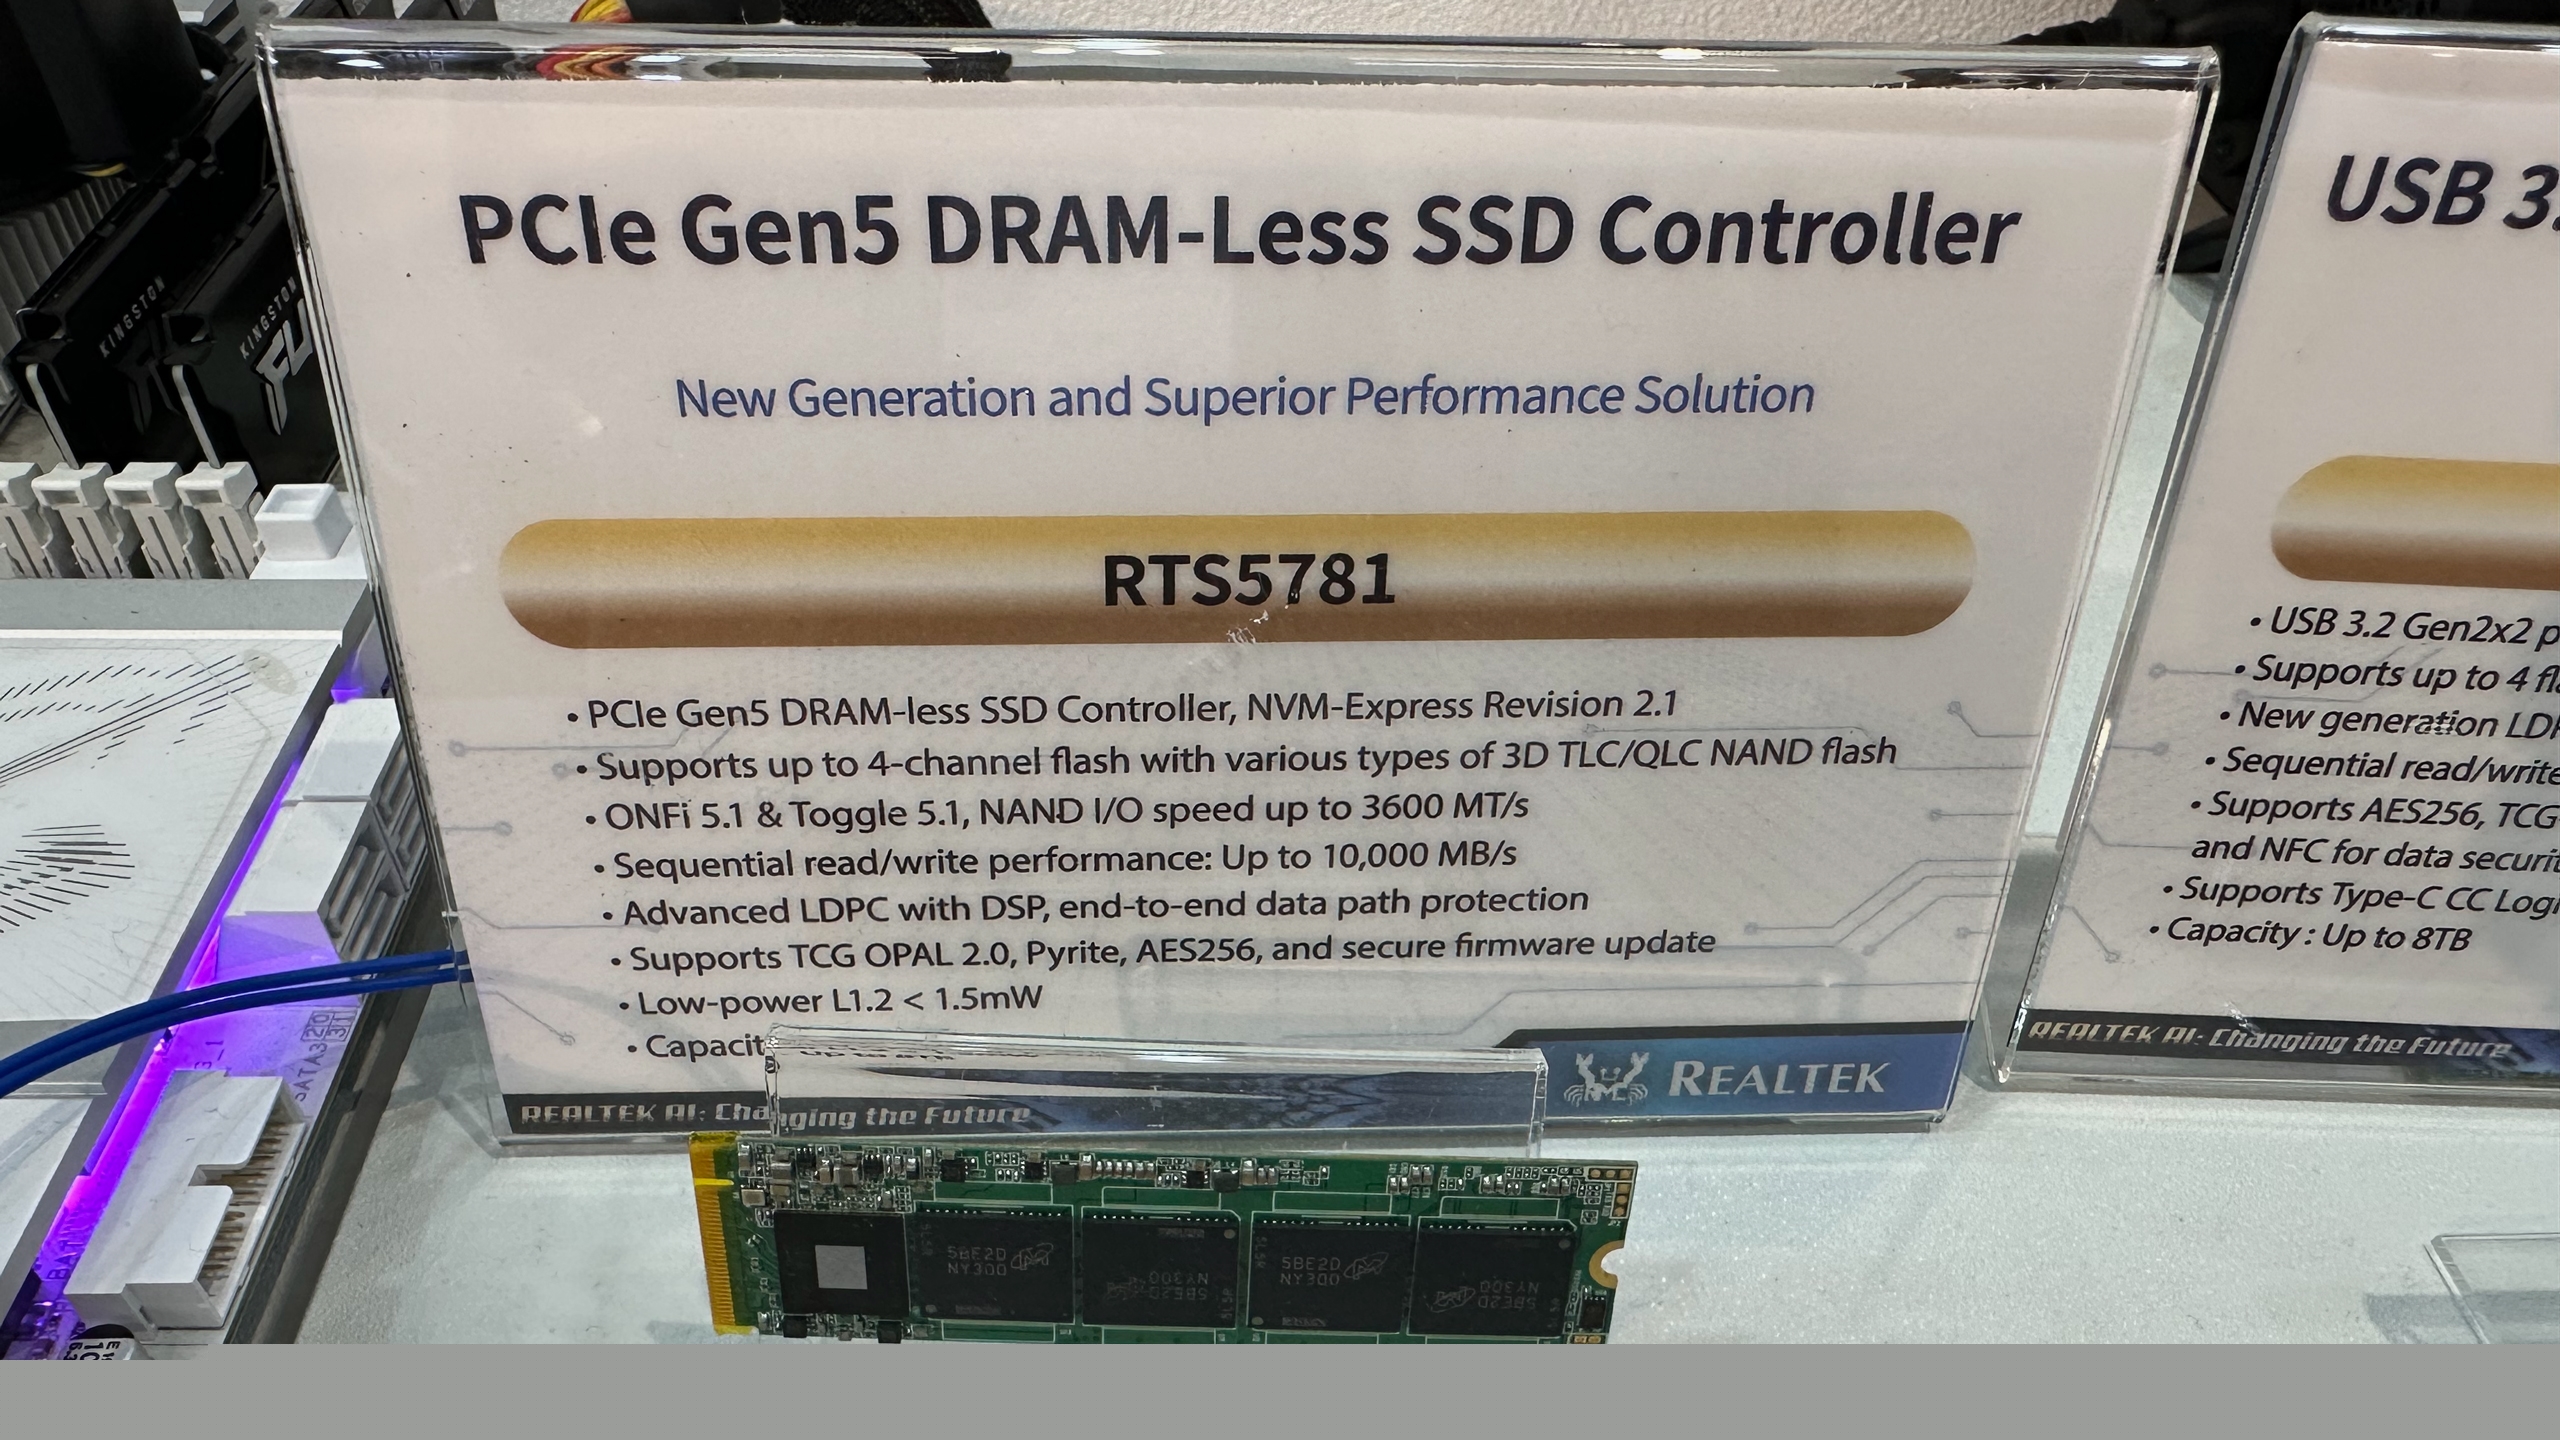 PCIe Gen5 DRAM-Less SSD Controller
New Generation and Superior Performance Solution
RTS5781
• PCIe Gen5 DRAM-less SSD Controller, NVM-Express Revision 2.1
• Supports up to 4-channel flash with various types of 3D TLC/QLC NAND flash
• ONFi 5.1 & Toggle 5.1, NAND I/O speed up to 3600 MT/s
• Sequential read/write performance: Up to 10,000 MB/s
• Advanced LDPC with DSP, end-to-end data path protection
• Supports TCG OPAL 2.0, Pyrite, AES256, and secure firmware update
• Low-power L1.2 < 1.5mW
• Capacit
REALTEK AI: Changing the Future
REALTEK
USB 3.
• USB 3.2 Gen2x2 p
• Supports up to 4 fl
• New generation LD
• Sequential read/write
• Supports AES256, TCG
and NFC for data securit
• Supports Type-C CC Logi
• Capacity : Up to 8TB
REALTEK AI: Changing the Future
KINGSTON
KINGSTON
FU
SATA3
5BE2D
NY300
5BE2D
NY300
5BE2D
NY300
5BE2D
NY300